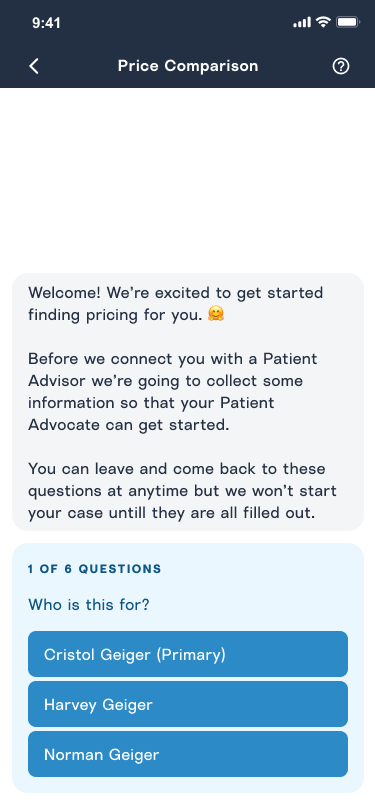 9:41
Price Comparison
Welcome! We're excited to get started
finding pricing for you. 🤗
Before we connect you with a Patient
Advisor we're going to collect some
information so that your Patient
Advocate can get started.
You can leave and come back to these
questions at anytime but we won't start
your case untill they are all filled out.
1 OF 6 QUESTIONS
Who is this for?
Cristol Geiger (Primary)
Harvey Geiger
Norman Geiger